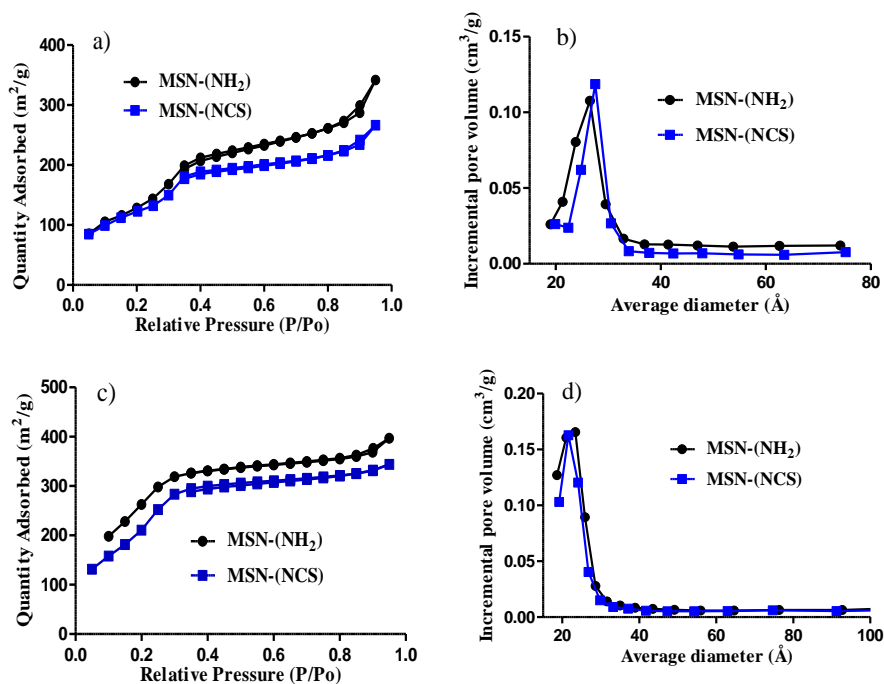 a)
MSN-(NH₂)
MSN-(NCS)
Quantity Adsorbed (m²/g)
400
300
200
100
0
0.0 0.2 0.4 0.6 0.8 1.0
Relative Pressure (P/Po)
b)
MSN-(NH₂)
MSN-(NCS)
Incremental pore volume (cm³/g)
0.15
0.10
0.05
0.00
20 40 60 80
Average diameter (Å)
c)
MSN-(NH₂)
MSN-(NCS)
Quantity Adsorbed (m²/g)
500
400
300
200
100
0
0.0 0.2 0.4 0.6 0.8 1.0
Relative Pressure (P/Po)
d)
MSN-(NH₂)
MSN-(NCS)
Incremental pore volume (cm³/g)
0.20
0.15
0.10
0.05
0.00
20 40 60 80 100
Average diameter (Å)